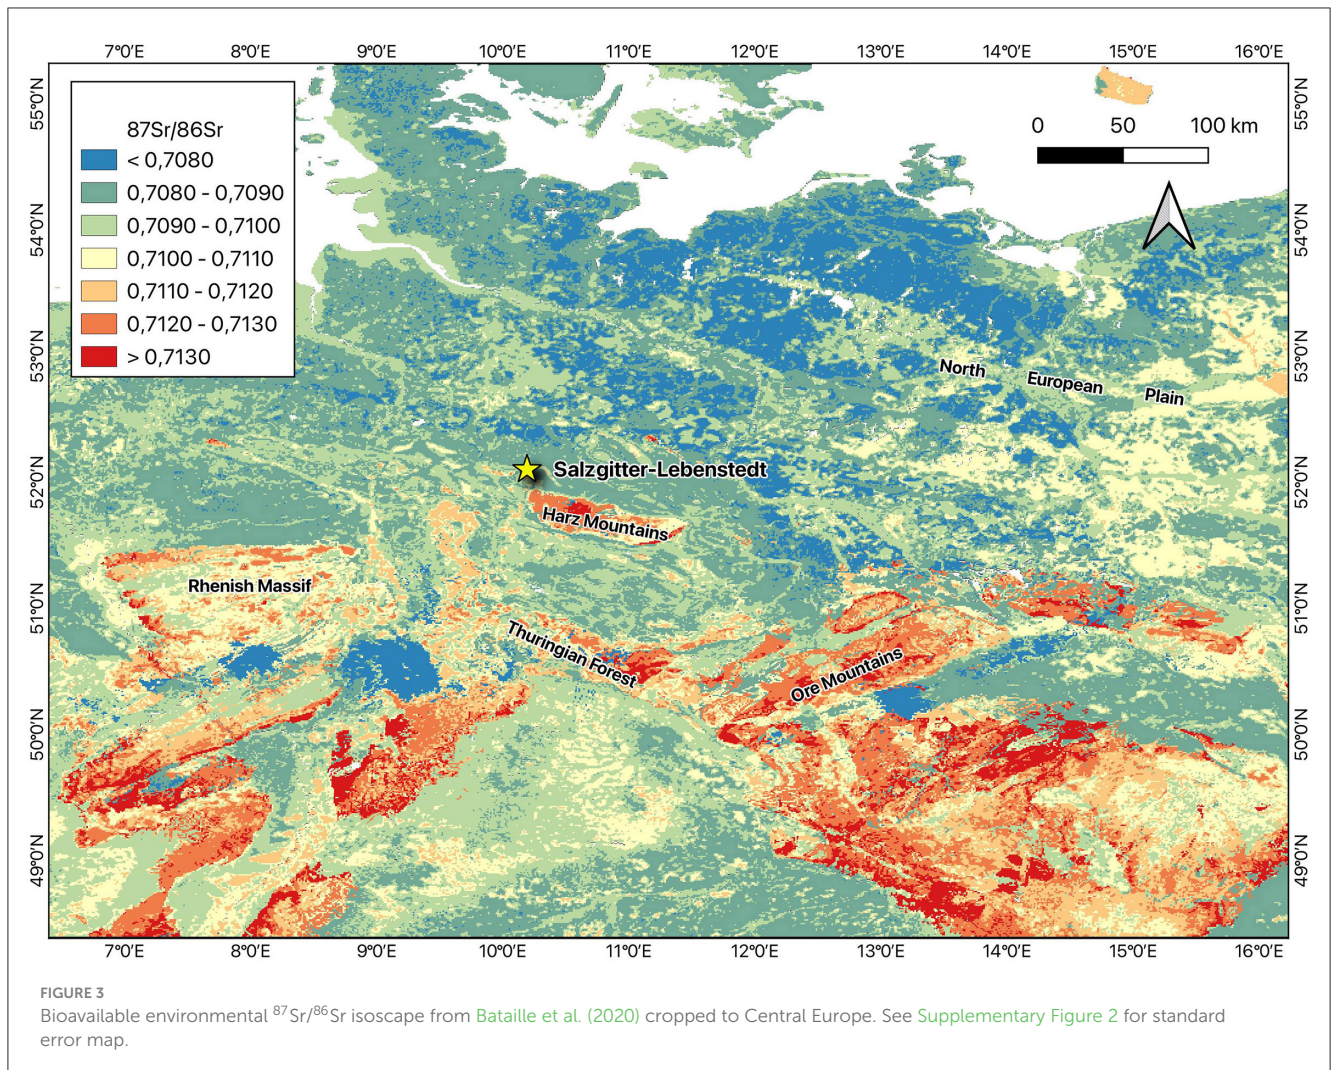 7°0'E 8°0'E 9°0'E 10°0'E 11°0'E 12°0'E 13°0'E 14°0'E 15°0'E 16°0'E
55°0'N
54°0'N
53°0'N
52°0'N
51°0'N
50°0'N
49°0'N
87Sr/86Sr
< 0,7080
0,7080 - 0,7090
0,7090 - 0,7100
0,7100 - 0,7110
0,7110 - 0,7120
0,7120 - 0,7130
> 0,7130
0 50 100 km
North European Plain
Salzgitter-Lebenstedt
Harz Mountains
Rhenish Massif
Thuringian Forest
Ore Mountains
55°0'N
54°0'N
53°0'N
52°0'N
51°0'N
50°0'N
49°0'N
7°0'E 8°0'E 9°0'E 10°0'E 11°0'E 12°0'E 13°0'E 14°0'E 15°0'E 16°0'E
FIGURE 3
Bioavailable environmental ⁸⁷Sr/⁸⁶Sr isoscape from Bataille et al. (2020) cropped to Central Europe. See Supplementary Figure 2 for standard
error map.